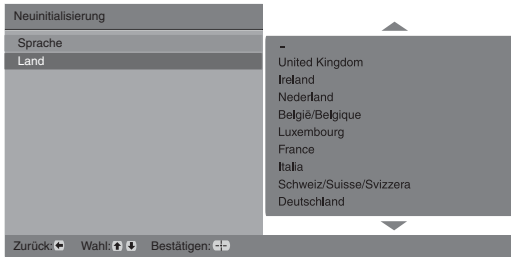 Neuinitialisierung
Sprache
Land
-
United Kingdom
Ireland
Nederland
België/Belgique
Luxembourg
France
Italia
Schweiz/Suisse/Svizzera
Deutschland
Zurück: Wahl: Bestätigen: